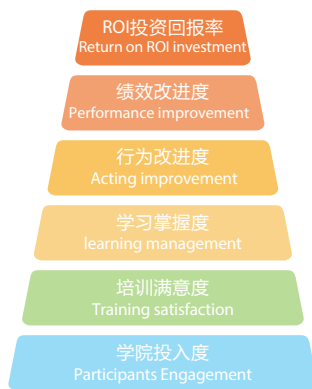 ROI投资回报率
Return on ROI investment
绩效改进度
Performance improvement
行为改进度
Acting improvement
学习掌握度
learning management
培训满意度
Training satisfaction
学院投入度
Participants Engagement